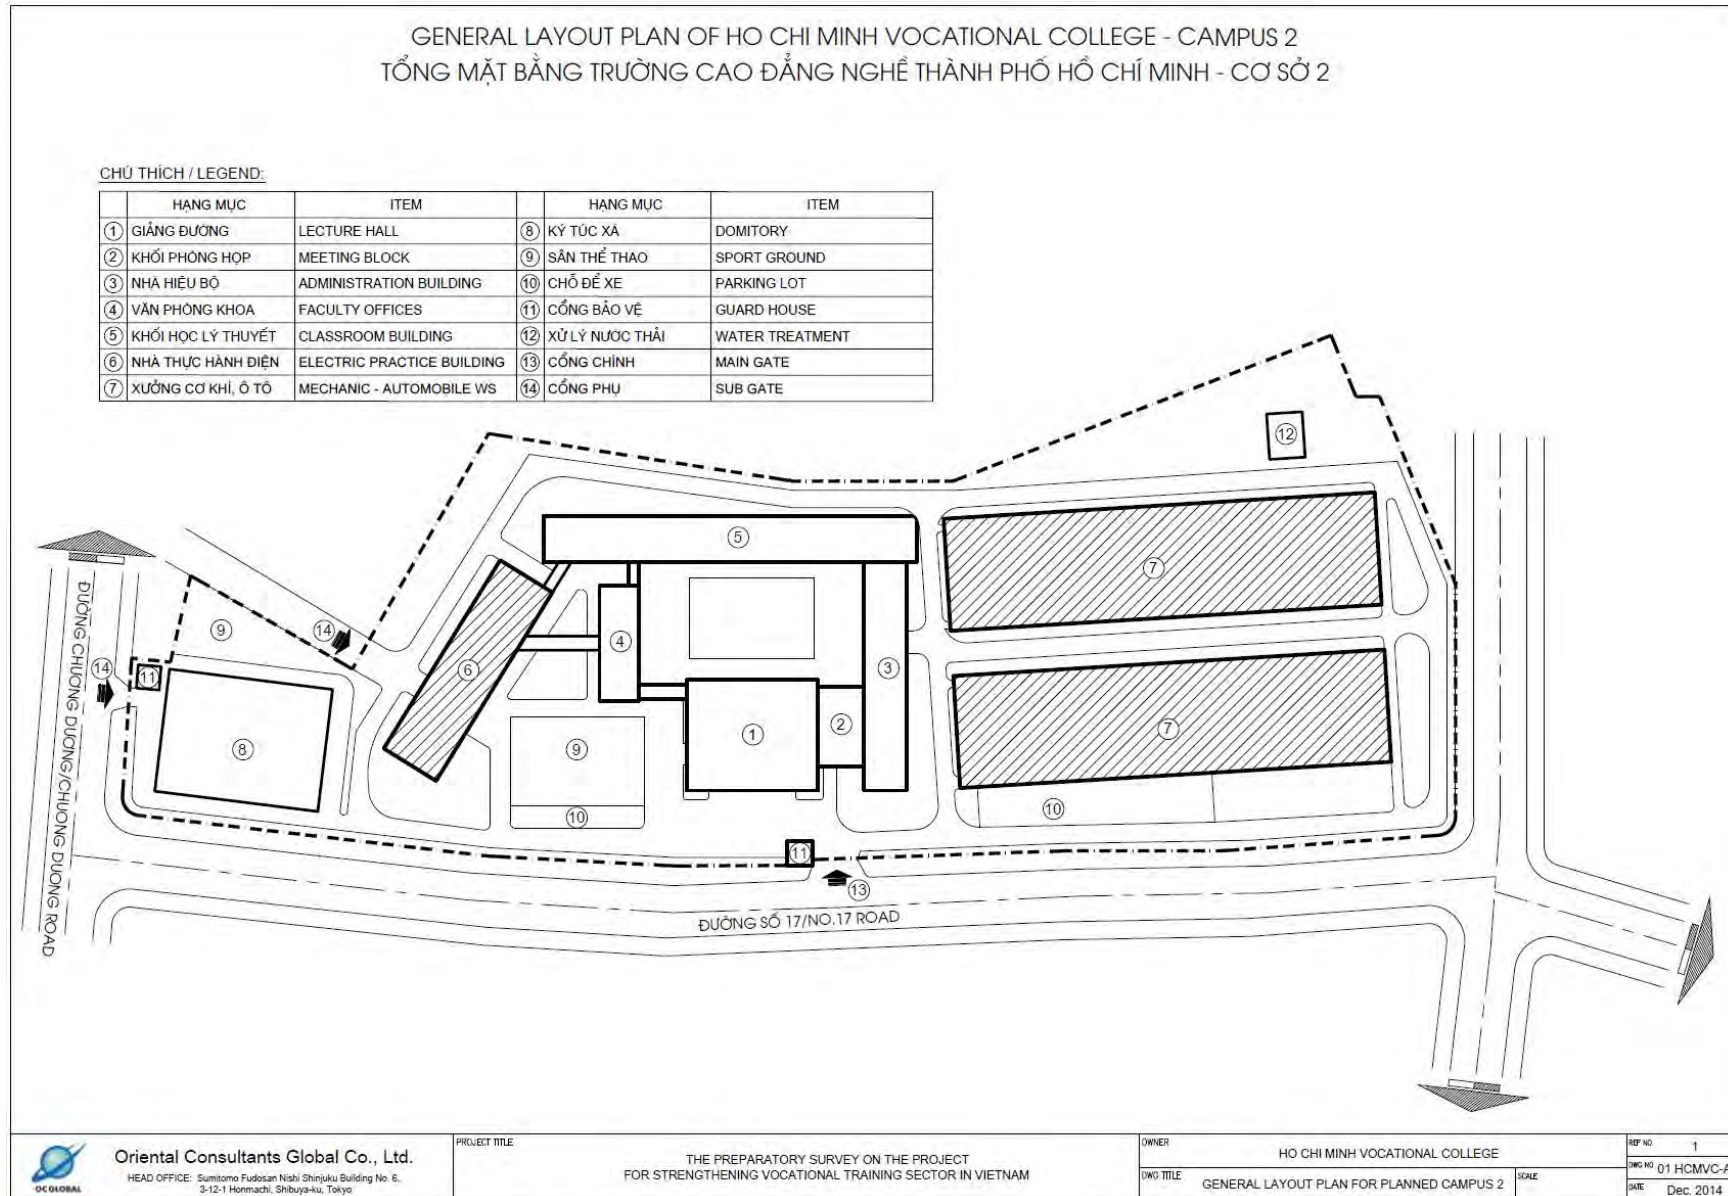 GENERAL LAYOUT PLAN OF HO CHI MINH VOCATIONAL COLLEGE - CAMPUS 2
TỔNG MẶT BẰNG TRƯỜNG CAO ĐẲNG NGHỀ THÀNH PHỐ HỒ CHÍ MINH - CƠ SỞ 2
CHÚ THÍCH / LEGEND:
HẠNG MỤC ITEM HẠNG MỤC ITEM
1 GIẢNG ĐƯỜNG LECTURE HALL 8 KÝ TÚC XÁ DOMITORY
2 KHỐI PHÒNG HỌP MEETING BLOCK 9 SÂN THỂ THAO SPORT GROUND
3 NHÀ HIỆU BỘ ADMINISTRATION BUILDING 10 CHỖ ĐỂ XE PARKING LOT
4 VĂN PHÒNG KHOA FACULTY OFFICES 11 CỔNG BẢO VỆ GUARD HOUSE
5 KHỐI HỌC LÝ THUYẾT CLASSROOM BUILDING 12 XỬ LÝ NƯỚC THẢI WATER TREATMENT
6 NHÀ THỰC HÀNH ĐIỆN ELECTRIC PRACTICE BUILDING 13 CỔNG CHÍNH MAIN GATE
7 XƯỞNG CƠ KHÍ, Ô TÔ MECHANIC - AUTOMOBILE WS 14 CỔNG PHỤ SUB GATE
12
5
7
9
14
4
6
3
14
11
8
9
1
2
7
10
10
11
13
ĐƯỜNG CHƯƠNG DƯƠNG/CHUONG DUONG ROAD
ĐƯỜNG SỐ 17/NO.17 ROAD
OC GLOBAL
Oriental Consultants Global Co., Ltd.
HEAD OFFICE: Sumitomo Fudosan Nishi Shinjuku Building No. 6.
3-12-1 Honmachi, Shibuya-ku, Tokyo
PROJECT TITLE
THE PREPARATORY SURVEY ON THE PROJECT
FOR STRENGTHENING VOCATIONAL TRAINING SECTOR IN VIETNAM
OWNER
HO CHI MINH VOCATIONAL COLLEGE
DWG TITLE
GENERAL LAYOUT PLAN FOR PLANNED CAMPUS 2
SCALE
REF NO 1
DWG NO 01 HCMVC-A
DATE Dec. 2014